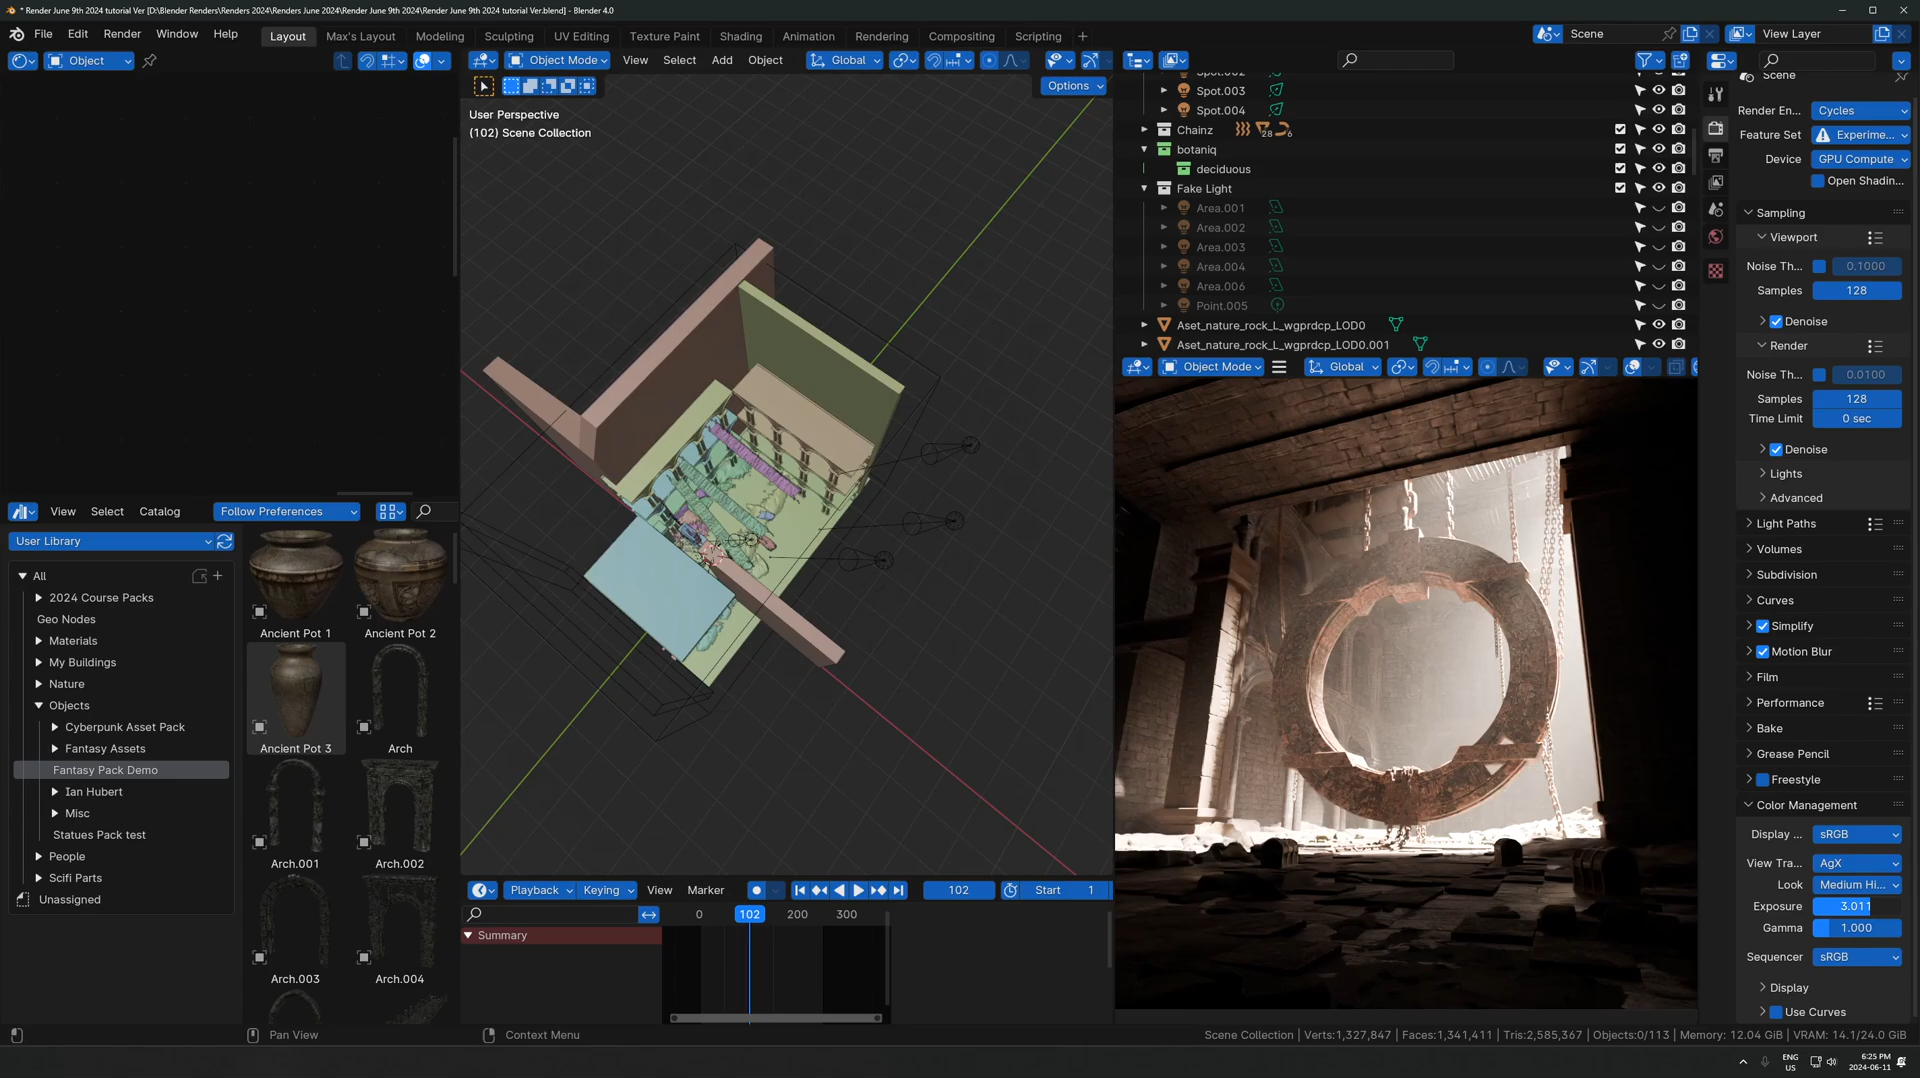 * Render June 9th 2024 tutorial Ver [D:\Blender Renders\Renders 2024\Renders June 2024\Render June 9th 2024\Render June 9th 2024 tutorial Ver.blend] - Blender 4.0
File Edit Render Window Help Layout Max's Layout Modeling Sculpting UV Editing Texture Paint Shading Animation Rendering Compositing Scripting + Scene View Layer
Object
Object Mode View Select Add Object Global
Options
User Perspective
(102) Scene Collection
View Select Catalog Follow Preferences
User Library
All
2024 Course Packs
Geo Nodes
Materials
My Buildings
Nature
Objects
Cyberpunk Asset Pack
Fantasy Assets
Fantasy Pack Demo
Ian Hubert
Misc
Statues Pack test
People
Scifi Parts
Unassigned
Ancient Pot 1
Ancient Pot 2
Ancient Pot 3
Arch
Arch.001
Arch.002
Arch.003
Arch.004
Playback Keying View Marker 102 Start 1
0 102 200 300
Summary
Spot.002
Spot.003
Spot.004
Chainz 28 6
botaniq
deciduous
Fake Light
Area.001
Area.002
Area.003
Area.004
Area.006
Point.005
Aset_nature_rock_L_wgprdcp_LOD0
Aset_nature_rock_L_wgprdcp_LOD0.001
Object Mode Global
Scene
Render En... Cycles
Feature Set Experime...
Device GPU Compute
Open Shadin...
Sampling
Viewport
Noise Th... 0.1000
Samples 128
Denoise
Render
Noise Th... 0.0100
Samples 128
Time Limit 0 sec
Denoise
Lights
Advanced
Light Paths
Volumes
Subdivision
Curves
Simplify
Motion Blur
Film
Performance
Bake
Grease Pencil
Freestyle
Color Management
Display ... sRGB
View Tra... AgX
Look Medium Hi...
Exposure 3.011
Gamma 1.000
Sequencer sRGB
Display
Use Curves
Pan View Context Menu
Scene Collection | Verts:1,327,847 | Faces:1,341,411 | Tris:2,585,367 | Objects:0/113 | Memory: 12.04 GiB | VRAM: 14.1/24.0 GiB
ENG
US
6:25 PM
2024-06-11